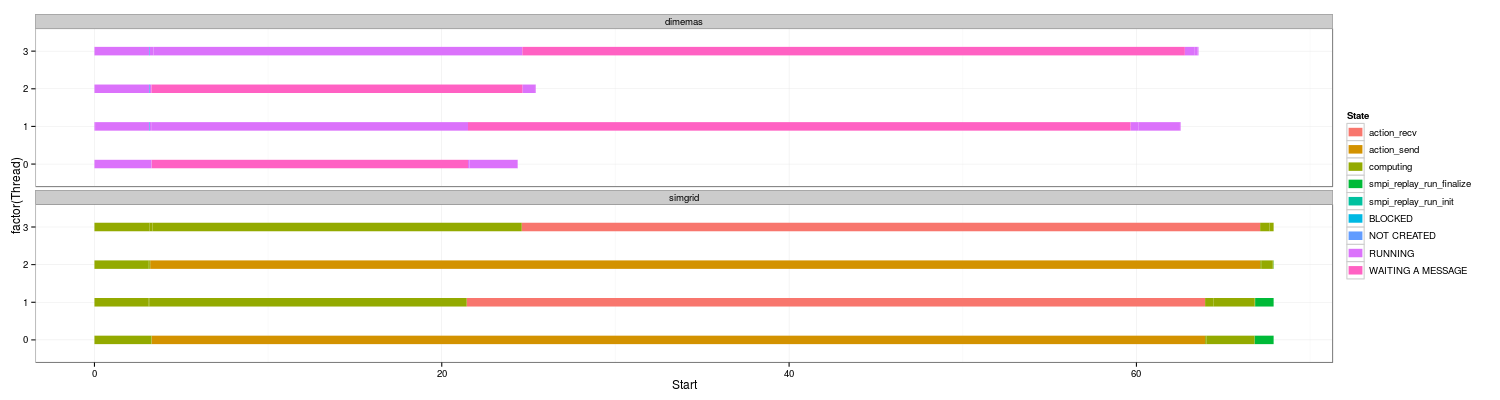 dimemas
3
2
1
0
simgrid
3
2
1
0
factor(Thread)
0 20 40 60
Start
State
action_recv
action_send
computing
smpi_replay_run_finalize
smpi_replay_run_init
BLOCKED
NOT CREATED
RUNNING
WAITING A MESSAGE